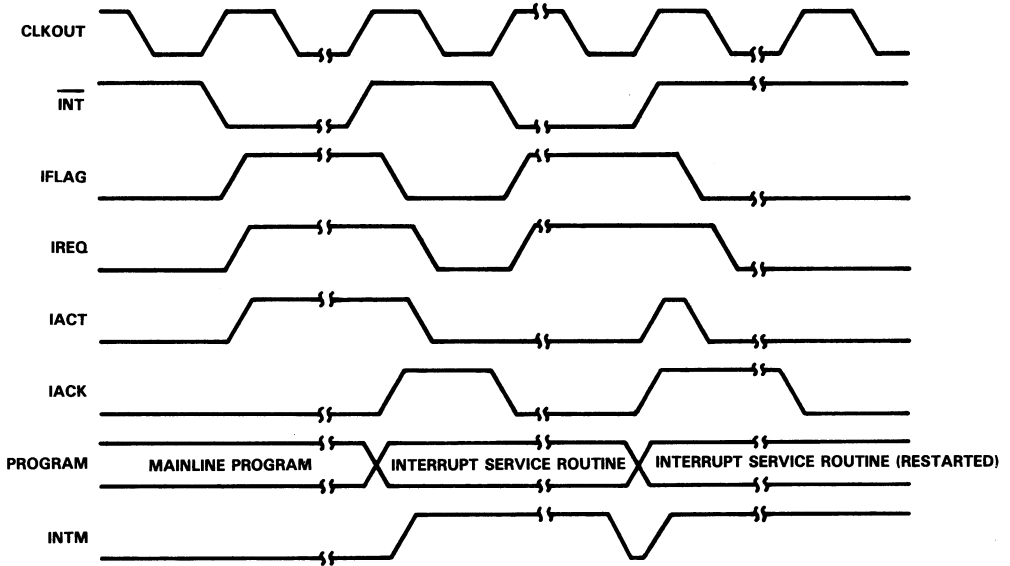 CLKOUT
INT
IFLAG
IREQ
IACT
IACK
PROGRAM
MAINLINE PROGRAM
INTERRUPT SERVICE ROUTINE
INTERRUPT SERVICE ROUTINE (RESTARTED)
INTM